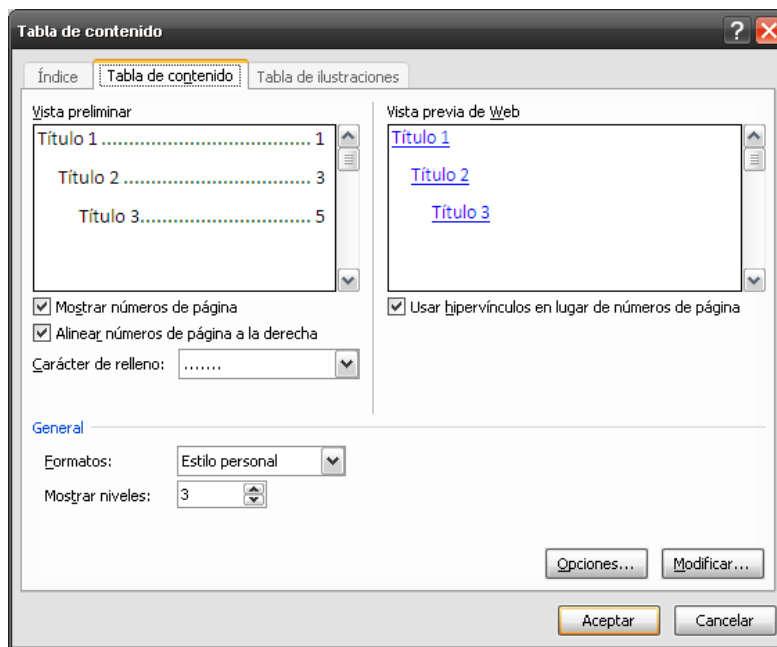 Tabla de contenido
Índice Tabla de contenido Tabla de ilustraciones
Vista preliminar
Título 1 ..................................... 1
Título 2 ................................. 3
Título 3.............................. 5
Mostrar números de página
Alinear números de página a la derecha
Carácter de relleno: .......
Vista previa de Web
Título 1
Título 2
Título 3
Usar hipervínculos en lugar de números de página
General
Formatos: Estilo personal
Mostrar niveles: 3
Opciones... Modificar...
Aceptar Cancelar